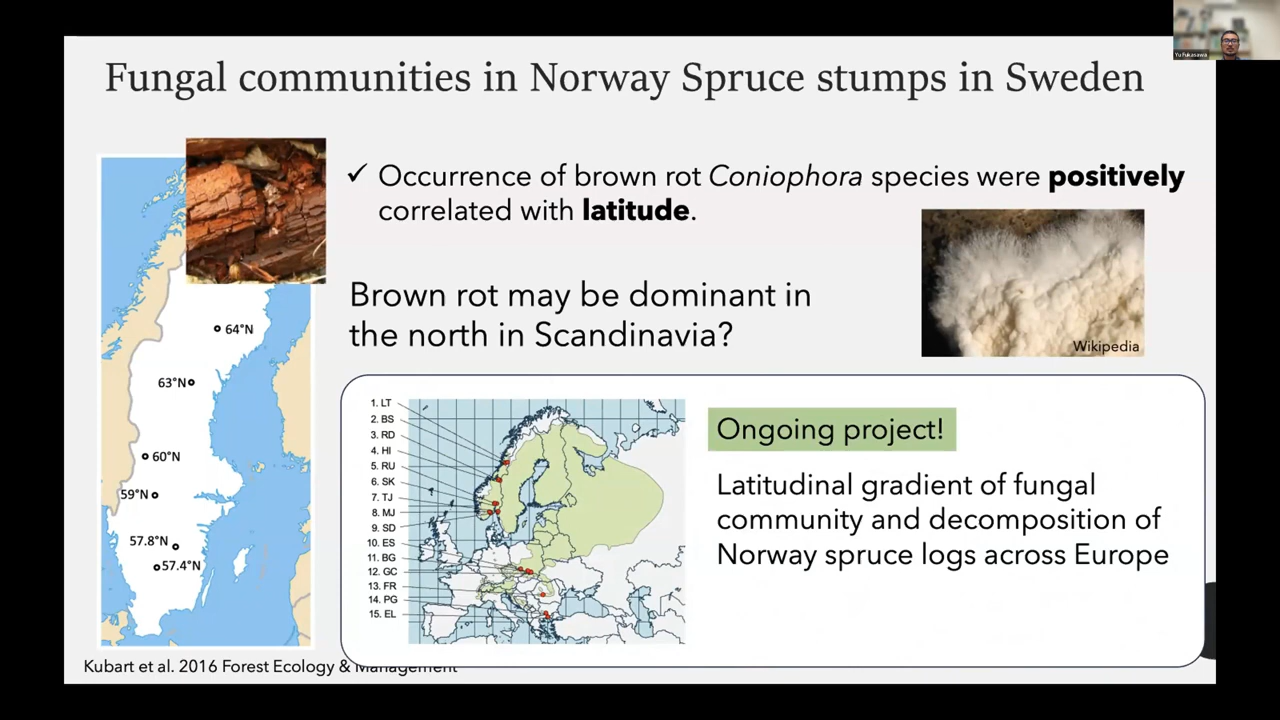 Yu Fukasawa
Fungal communities in Norway Spruce stumps in Sweden
✓ Occurrence of brown rot Coniophora species were positively
correlated with latitude.
Brown rot may be dominant in
the north in Scandinavia?
Wikipedia
64°N
63°N
60°N
59°N
57.8°N
57.4°N
1. LT
2. BS
3. RD
4. HI
5. RU
6. SK
7. TJ
8. MJ
9. SD
10. ES
11. BG
12. GC
13. FR
14. PG
15. EL
Ongoing project!
Latitudinal gradient of fungal
community and decomposition of
Norway spruce logs across Europe
Kubart et al. 2016 Forest Ecology & Management